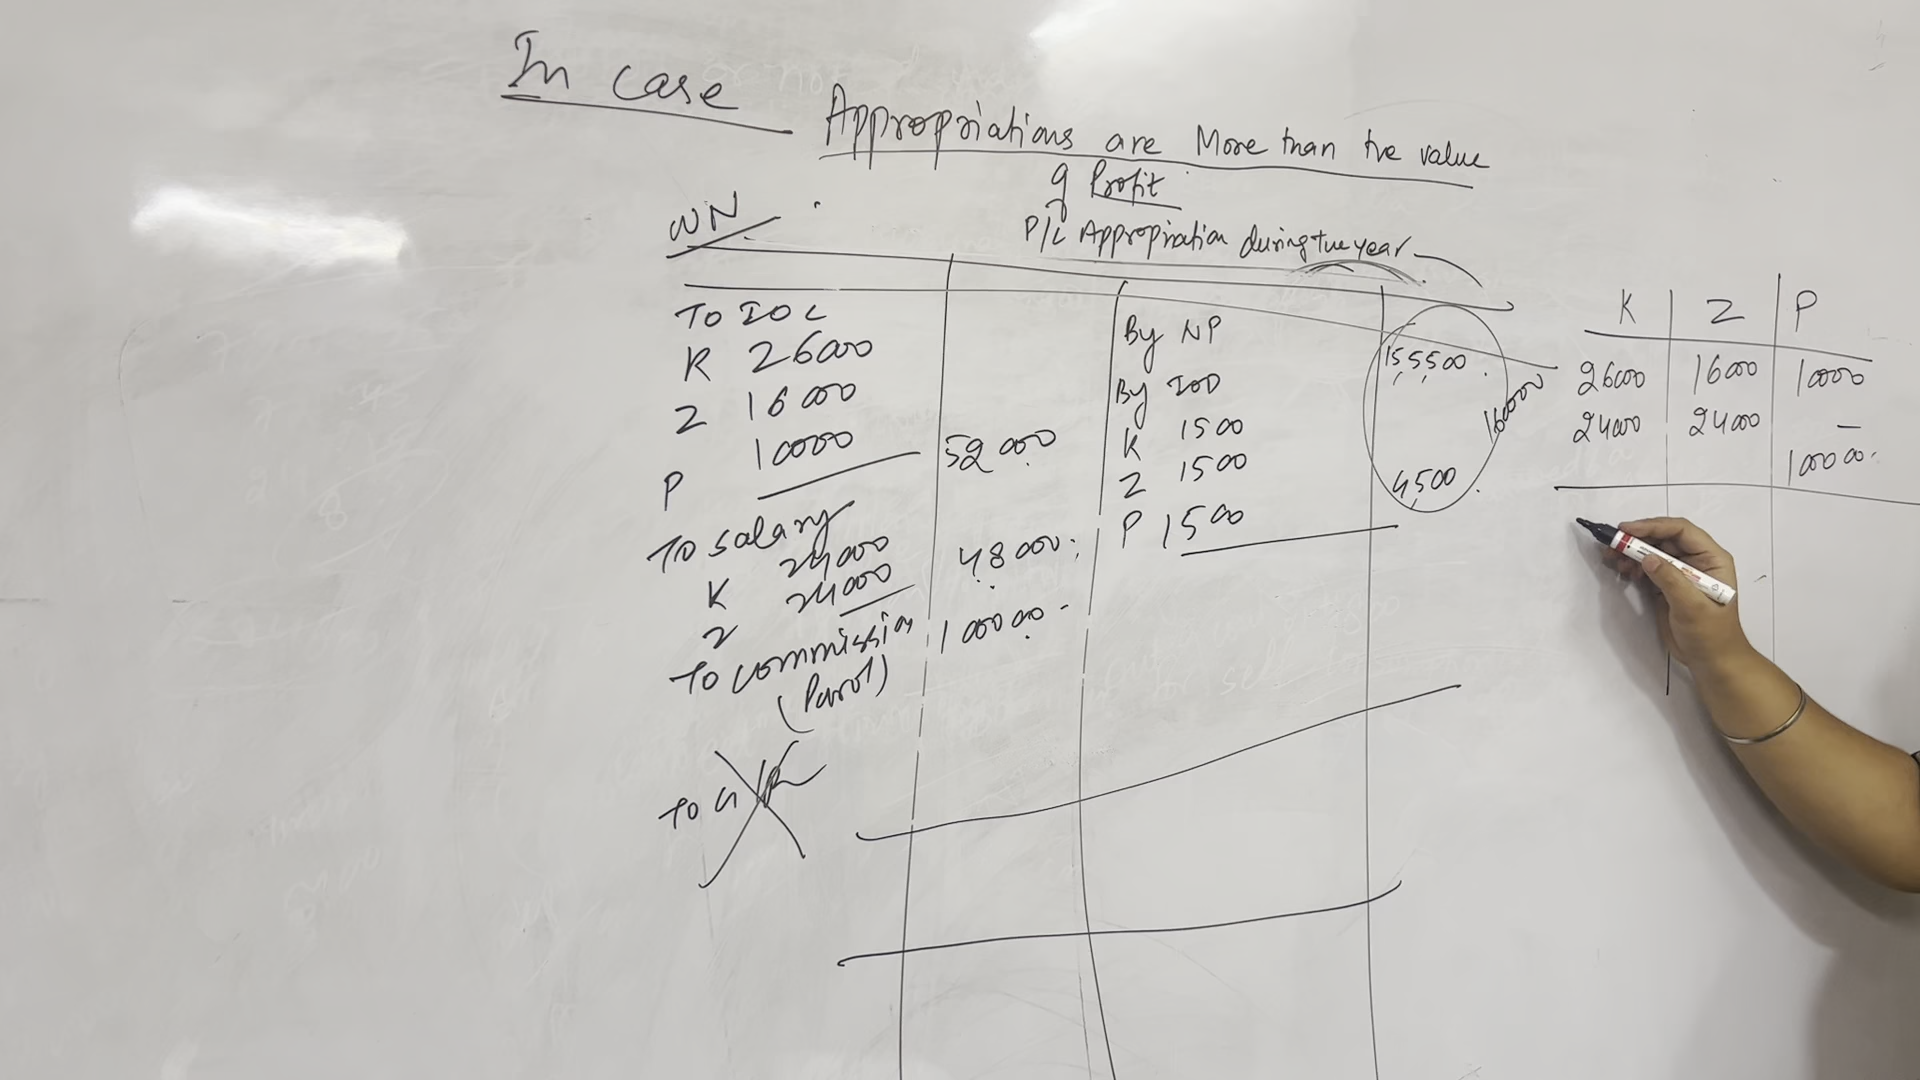 In case Appropriations are More than the value
of Profit
WN
P/L Appropriation during the year
To IOC
K 26000
Z 16000
P 10000 52000
To salary
K 24000
Z 24000 48000
To commission 100000
(Parul)
To G/R
By NP 155500
By IOD
K 1500
Z 1500
P 1500 4500
160000
K Z P
26000 16000 10000
24000 24000 —
100000